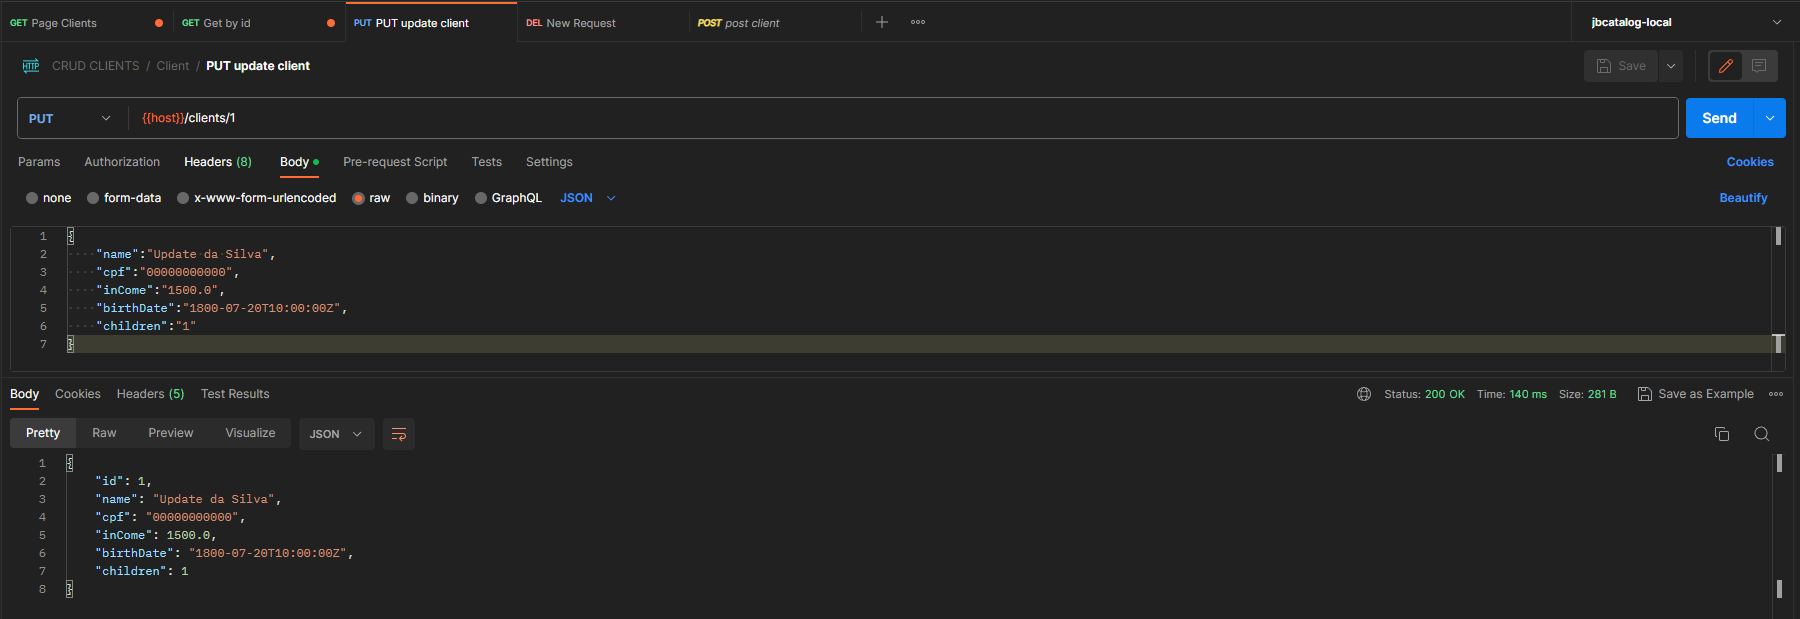 GET Page Clients GET Get by id PUT PUT update client DEL New Request POST post client jbcatalog-local
HTTP CRUD CLIENTS / Client / PUT update client Save
PUT {{host}}/clients/1 Send
Params Authorization Headers (8) Body Pre-request Script Tests Settings Cookies
none form-data x-www-form-urlencoded raw binary GraphQL JSON Beautify
1 {
2 "name":"Update da Silva",
3 "cpf":"00000000000",
4 "inCome":"1500.0",
5 "birthDate":"1800-07-20T10:00:00Z",
6 "children":"1"
7 }
Body Cookies Headers (5) Test Results Status: 200 OK Time: 140 ms Size: 281 B Save as Example
Pretty Raw Preview Visualize JSON
1 {
2 "id": 1,
3 "name": "Update da Silva",
4 "cpf": "00000000000",
5 "inCome": 1500.0,
6 "birthDate": "1800-07-20T10:00:00Z",
7 "children": 1
8 }